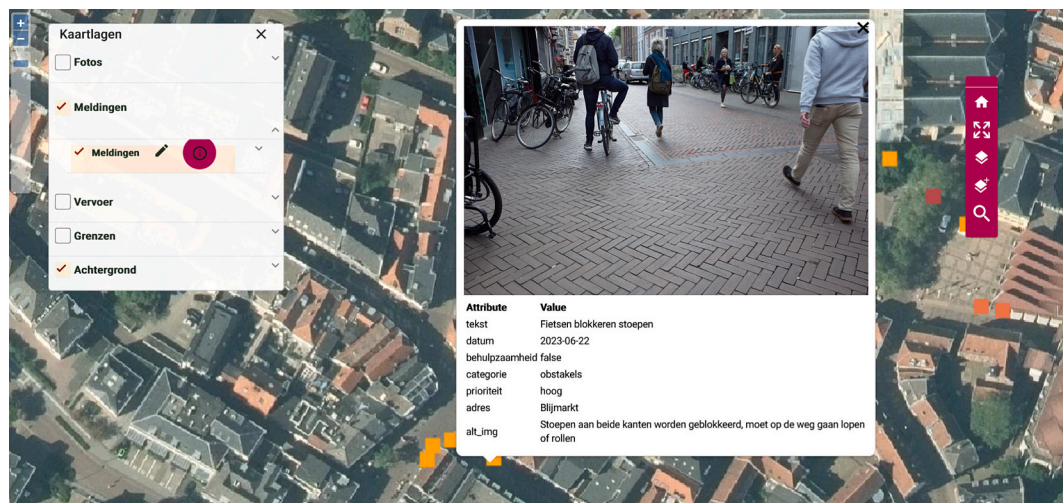 Kaartlagen
Fotos
Meldingen
Meldingen
Vervoer
Grenzen
Achtergrond
Attribute Value
tekst Fietsen blokkeren stoepen
datum 2023-06-22
behulpzaamheid false
categorie obstakels
prioriteit hoog
adres Blijmarkt
alt_img Stoepen aan beide kanten worden geblokkeerd, moet op de weg gaan lopen
of rollen